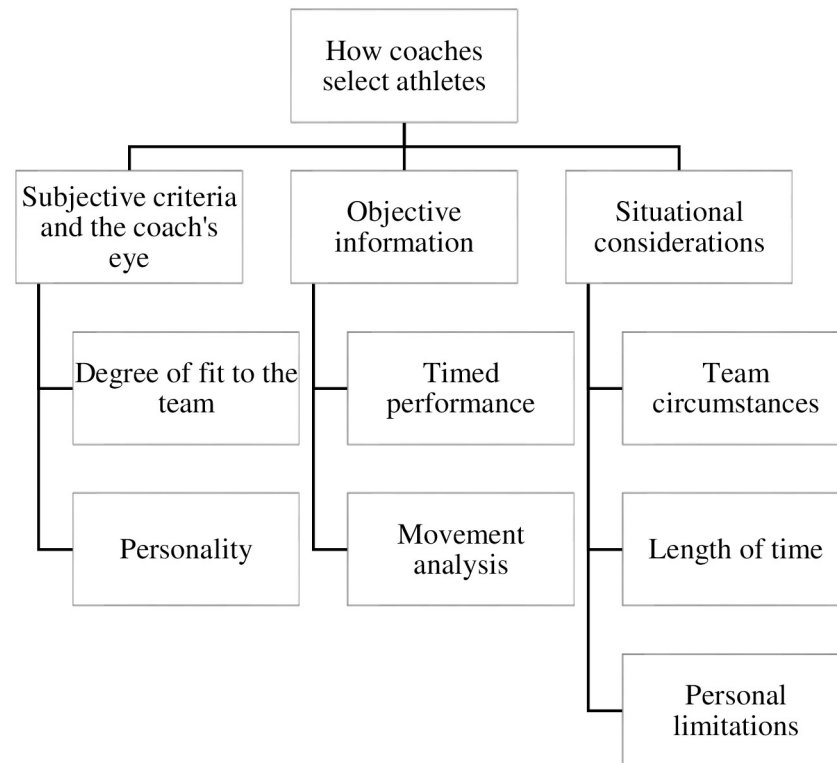 How coaches
select athletes
Subjective criteria
and the coach's
eye
Objective
information
Situational
considerations
Degree of fit to the
team
Timed
performance
Team
circumstances
Personality
Movement
analysis
Length of time
Personal
limitations